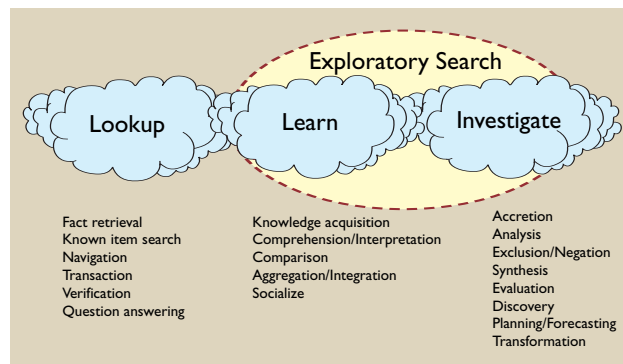 Exploratory Search
Lookup
Learn
Investigate
Fact retrieval
Known item search
Navigation
Transaction
Verification
Question answering
Knowledge acquisition
Comprehension/Interpretation
Comparison
Aggregation/Integration
Socialize
Accretion
Analysis
Exclusion/Negation
Synthesis
Evaluation
Discovery
Planning/Forecasting
Transformation